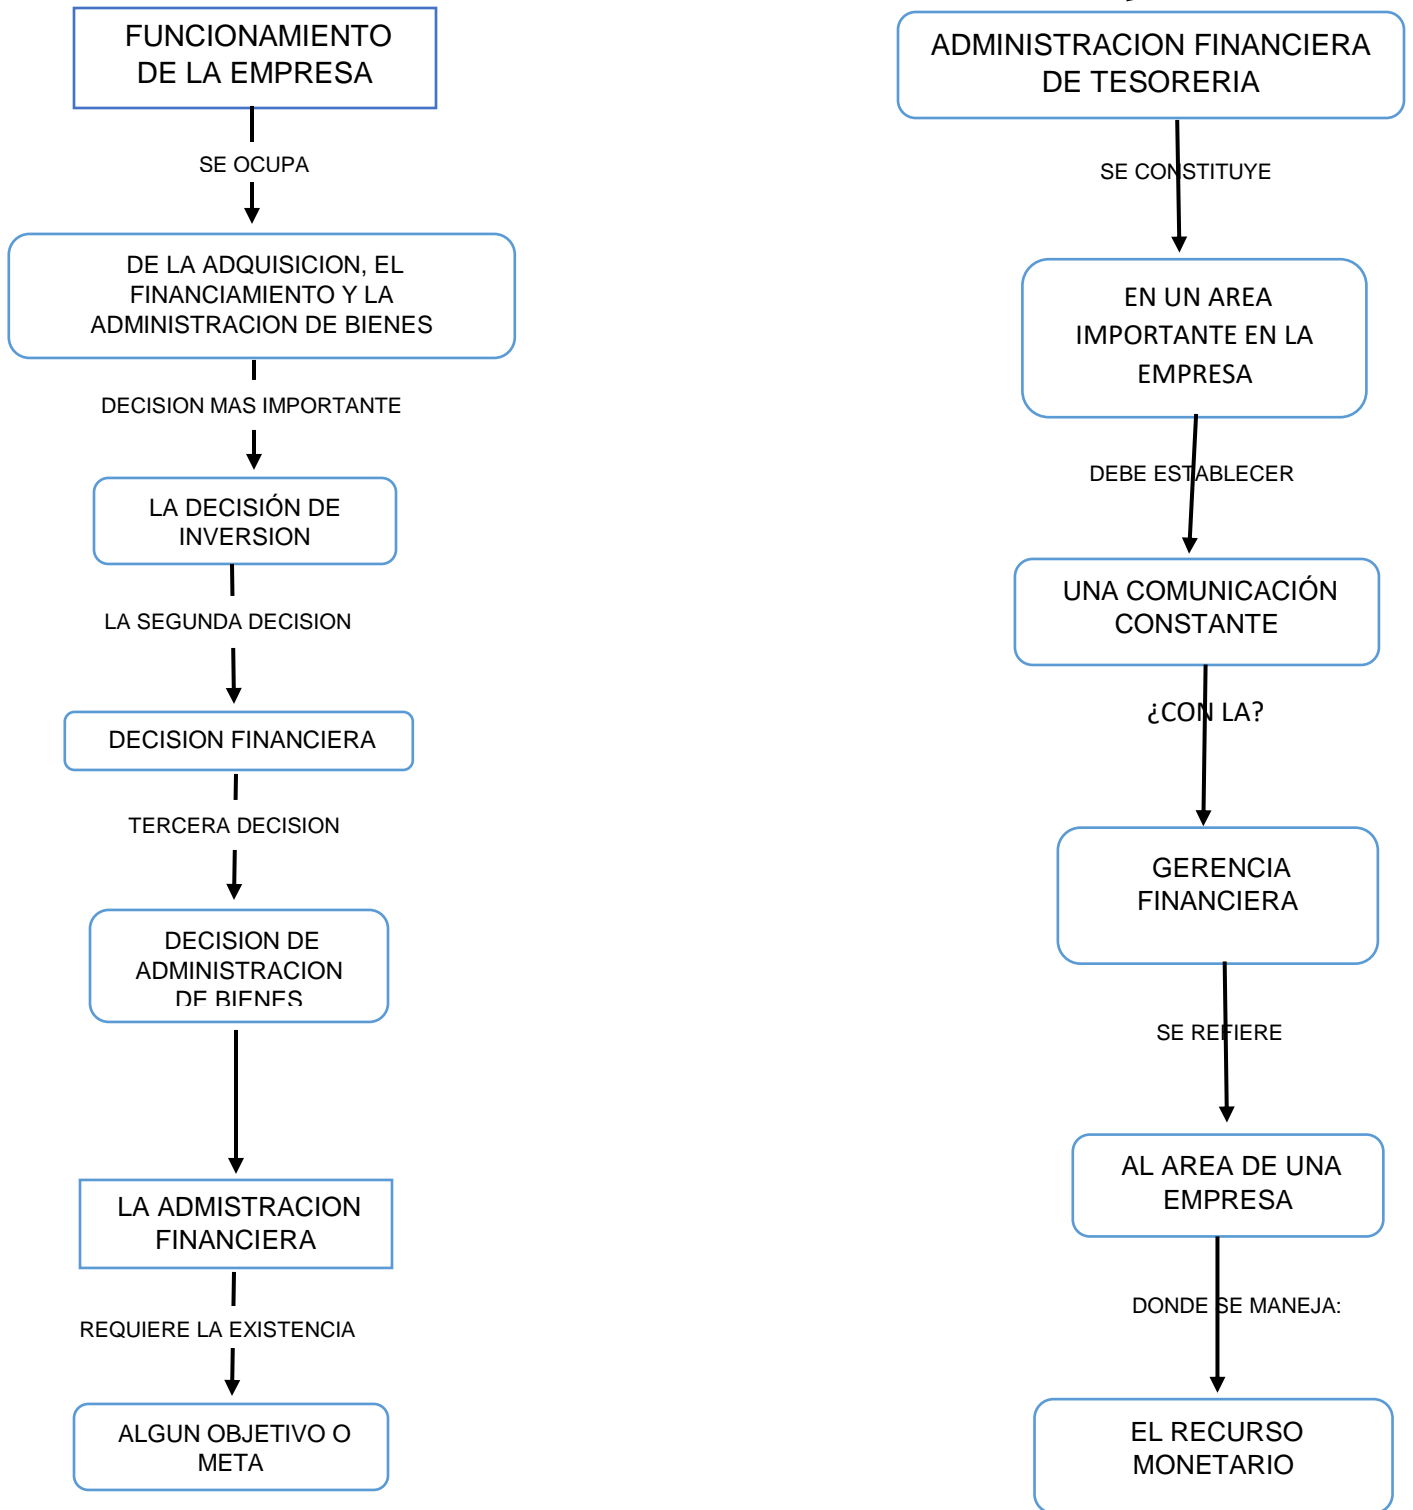 FUNCIONAMIENTO
DE LA EMPRESA
SE OCUPA
DE LA ADQUISICION, EL
FINANCIAMIENTO Y LA
ADMINISTRACION DE BIENES
DECISION MAS IMPORTANTE
LA DECISIÓN DE
INVERSION
LA SEGUNDA DECISION
DECISION FINANCIERA
TERCERA DECISION
DECISION DE
ADMINISTRACION
DE BIENES
LA ADMISTRACION
FINANCIERA
REQUIERE LA EXISTENCIA
ALGUN OBJETIVO O
META
ADMINISTRACION FINANCIERA
DE TESORERIA
SE CONSTITUYE
EN UN AREA
IMPORTANTE EN LA
EMPRESA
DEBE ESTABLECER
UNA COMUNICACIÓN
CONSTANTE
¿CON LA?
GERENCIA
FINANCIERA
SE REFIERE
AL AREA DE UNA
EMPRESA
DONDE SE MANEJA:
EL RECURSO
MONETARIO